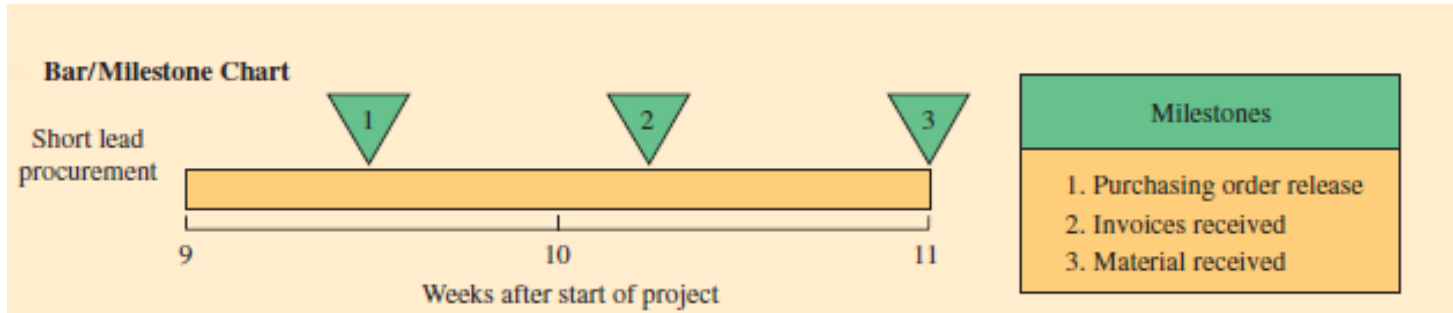 Bar/Milestone Chart
Short lead
procurement
1
2
3
9
10
11
Weeks after start of project
Milestones
1. Purchasing order release
2. Invoices received
3. Material received